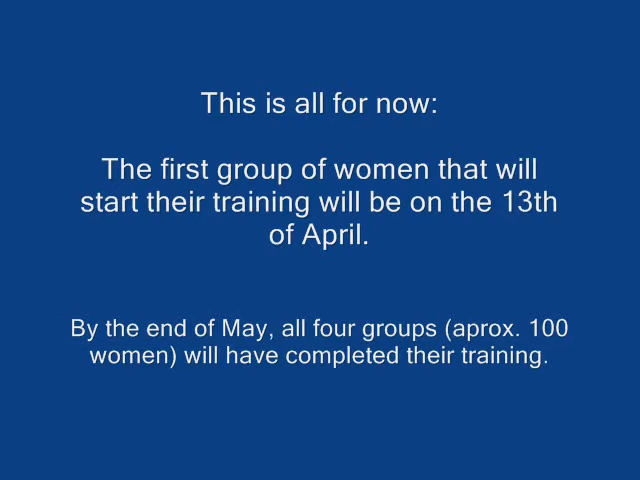 This is all for now:
The first group of women that will
start their training will be on the 13th
of April.
By the end of May, all four groups (aprox. 100
women) will have completed their training.